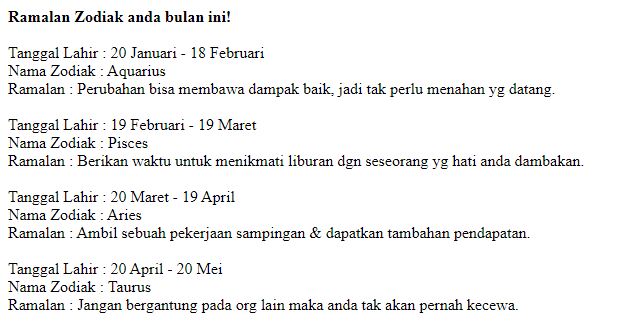 Ramalan Zodiak anda bulan ini!
Tanggal Lahir : 20 Januari - 18 Februari
Nama Zodiak : Aquarius
Ramalan : Perubahan bisa membawa dampak baik, jadi tak perlu menahan yg datang.
Tanggal Lahir : 19 Februari - 19 Maret
Nama Zodiak : Pisces
Ramalan : Berikan waktu untuk menikmati liburan dgn seseorang yg hati anda dambakan.
Tanggal Lahir : 20 Maret - 19 April
Nama Zodiak : Aries
Ramalan : Ambil sebuah pekerjaan sampingan & dapatkan tambahan pendapatan.
Tanggal Lahir : 20 April - 20 Mei
Nama Zodiak : Taurus
Ramalan : Jangan bergantung pada org lain maka anda tak akan pernah kecewa.